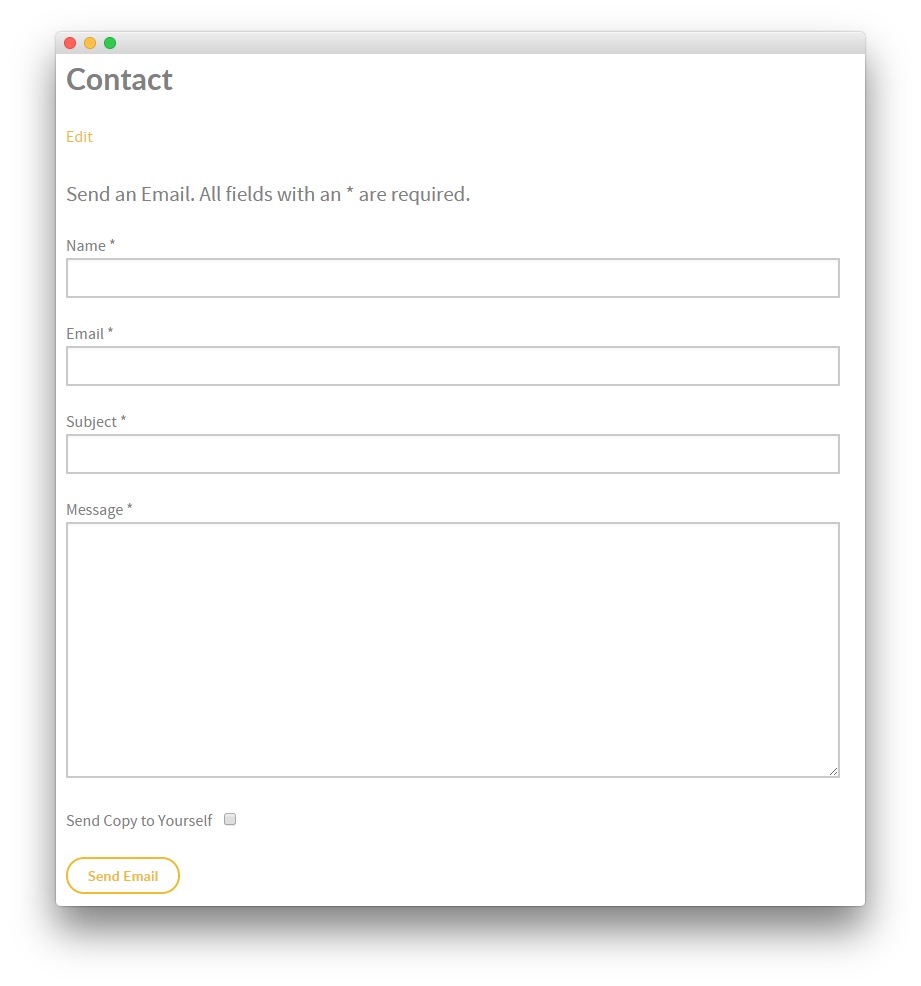 Contact
Edit
Send an Email. All fields with an * are required.
Name *
Email *
Subject *
Message *
Send Copy to Yourself
Send Email